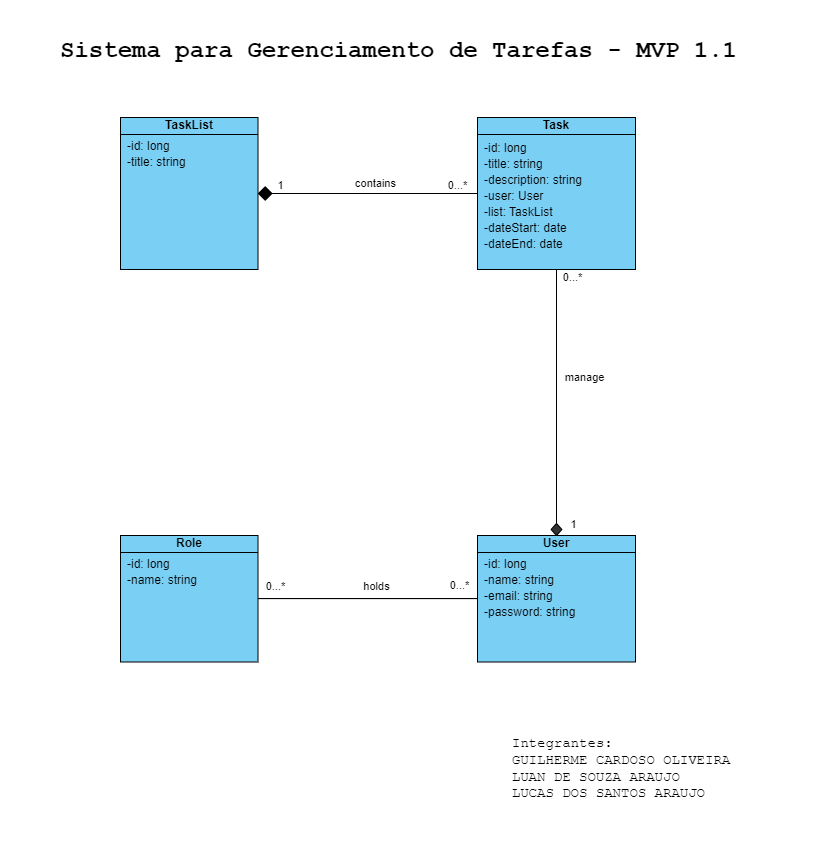 Sistema para Gerenciamento de Tarefas - MVP 1.1
TaskList
-id: long
-title: string
1
contains
0...*
Task
-id: long
-title: string
-description: string
-user: User
-list: TaskList
-dateStart: date
-dateEnd: date
0...*
manage
1
Role
-id: long
-name: string
0...*
holds
0...*
User
-id: long
-name: string
-email: string
-password: string
Integrantes:
GUILHERME CARDOSO OLIVEIRA
LUAN DE SOUZA ARAUJO
LUCAS DOS SANTOS ARAUJO